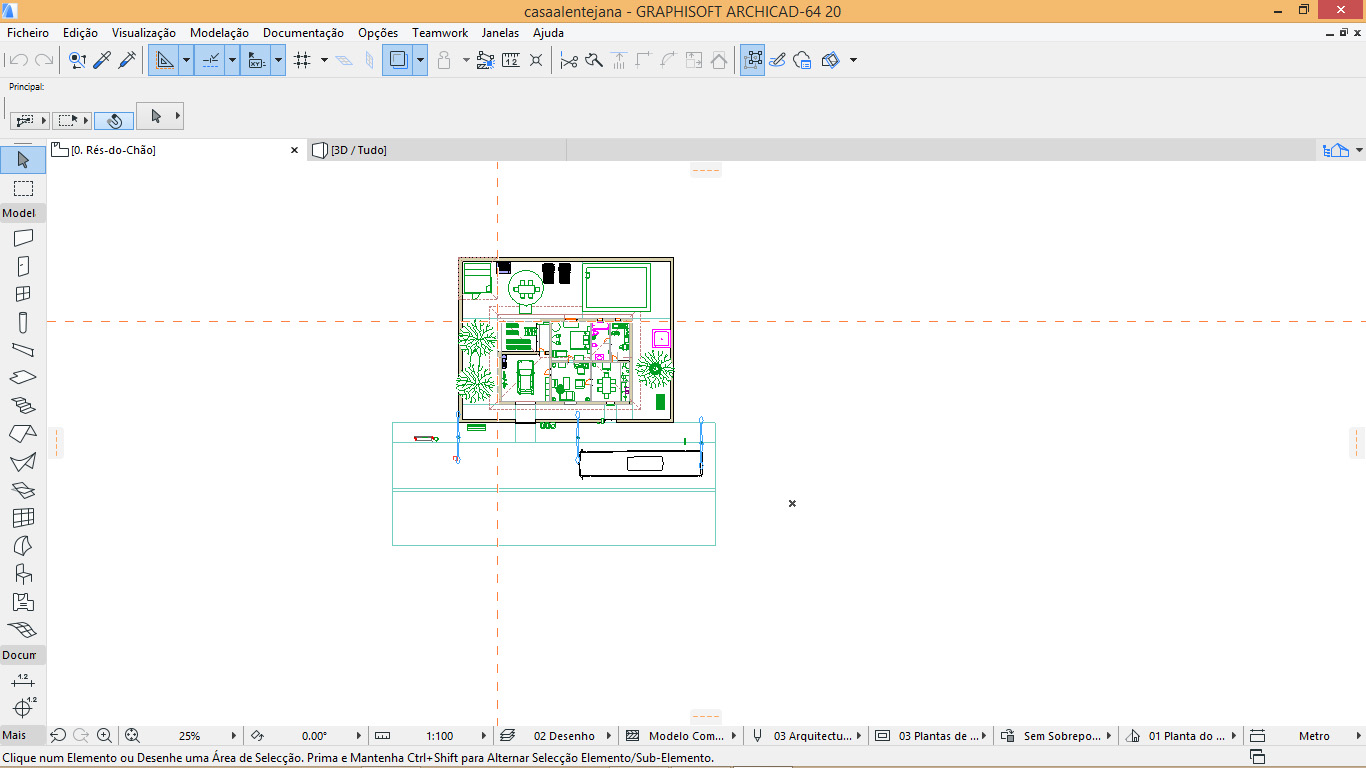 casaalentejana - GRAPHISOFT ARCHICAD-64 20
Ficheiro Edição Visualização Modelação Documentação Opções Teamwork Janelas Ajuda
Principal:
[0. Rés-do-Chão] [3D / Tudo]
Model
Docum
Mais 25% 0.00° 1:100 02 Desenho Modelo Com... 03 Arquitectu... 03 Plantas de ... Sem Sobrepo... 01 Planta do ... Metro
Clique num Elemento ou Desenhe uma Área de Selecção. Prima e Mantenha Ctrl+Shift para Alternar Selecção Elemento/Sub-Elemento.